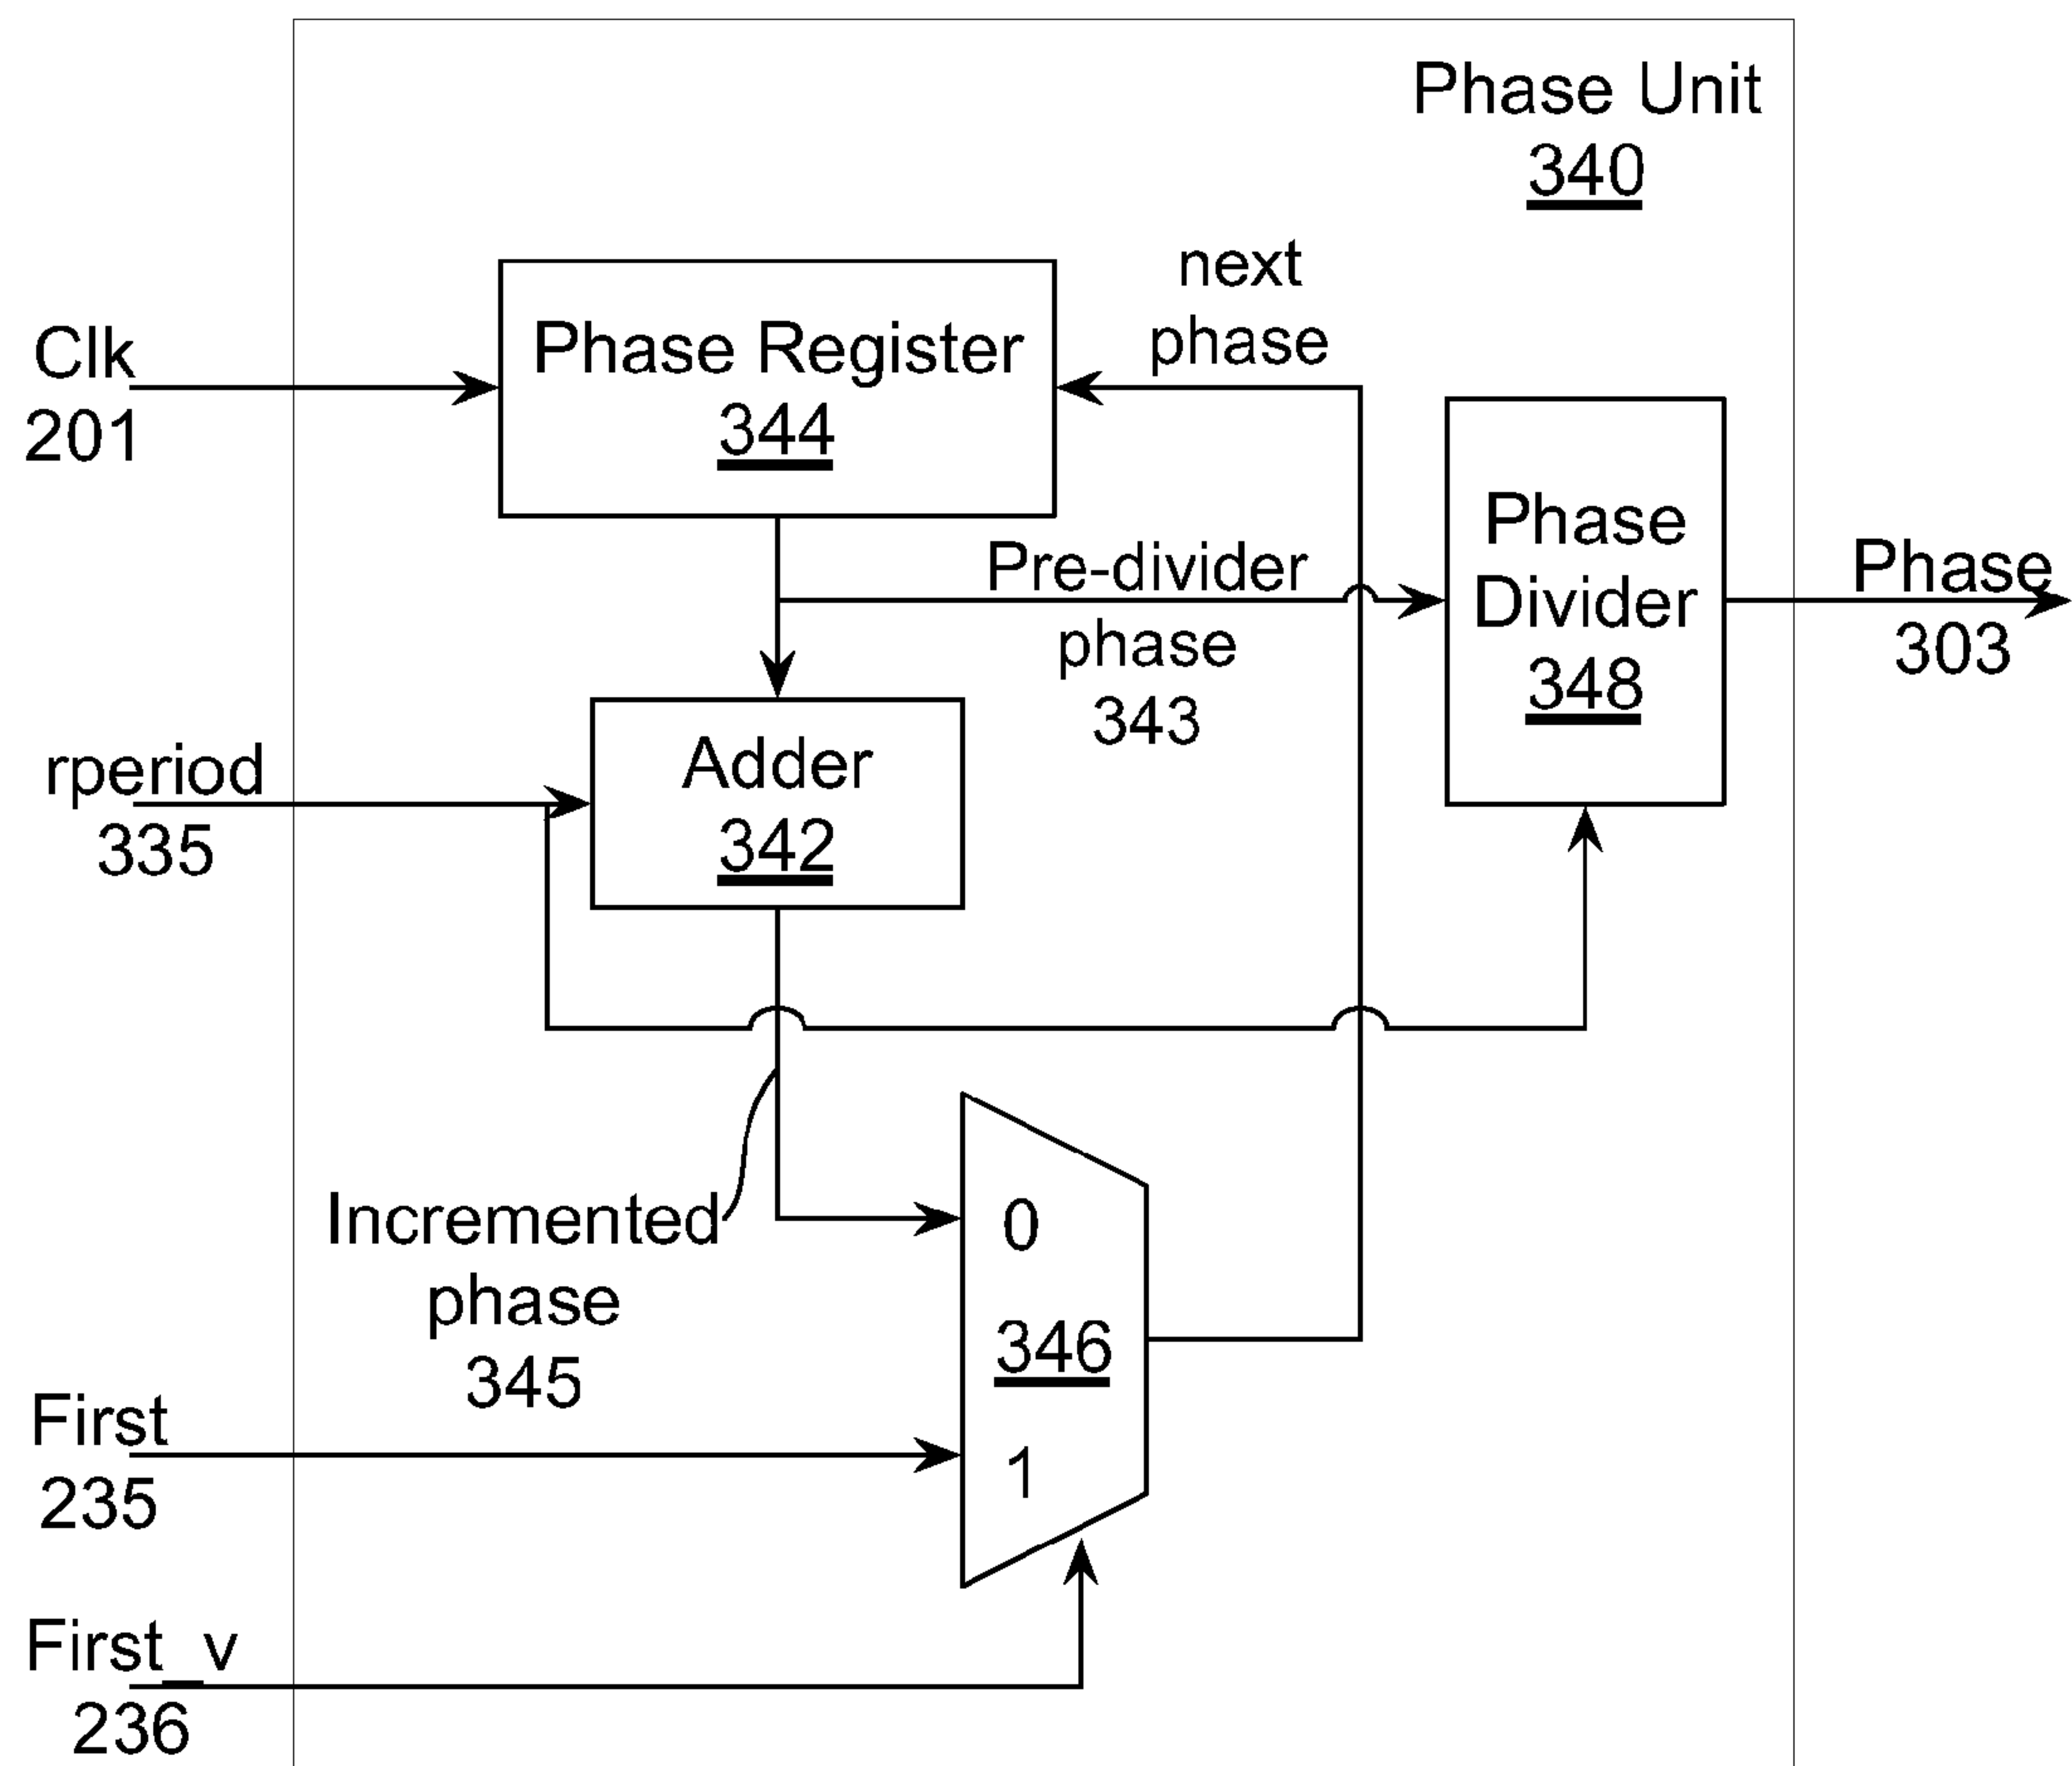 Phase Unit
340
next
phase
Clk
201
Phase Register
344
Phase
Divider
348
Pre-divider
phase
343
Phase
303
rperiod
335
Adder
342
Incremented
phase
345
0
346
1
First
235
First_v
236